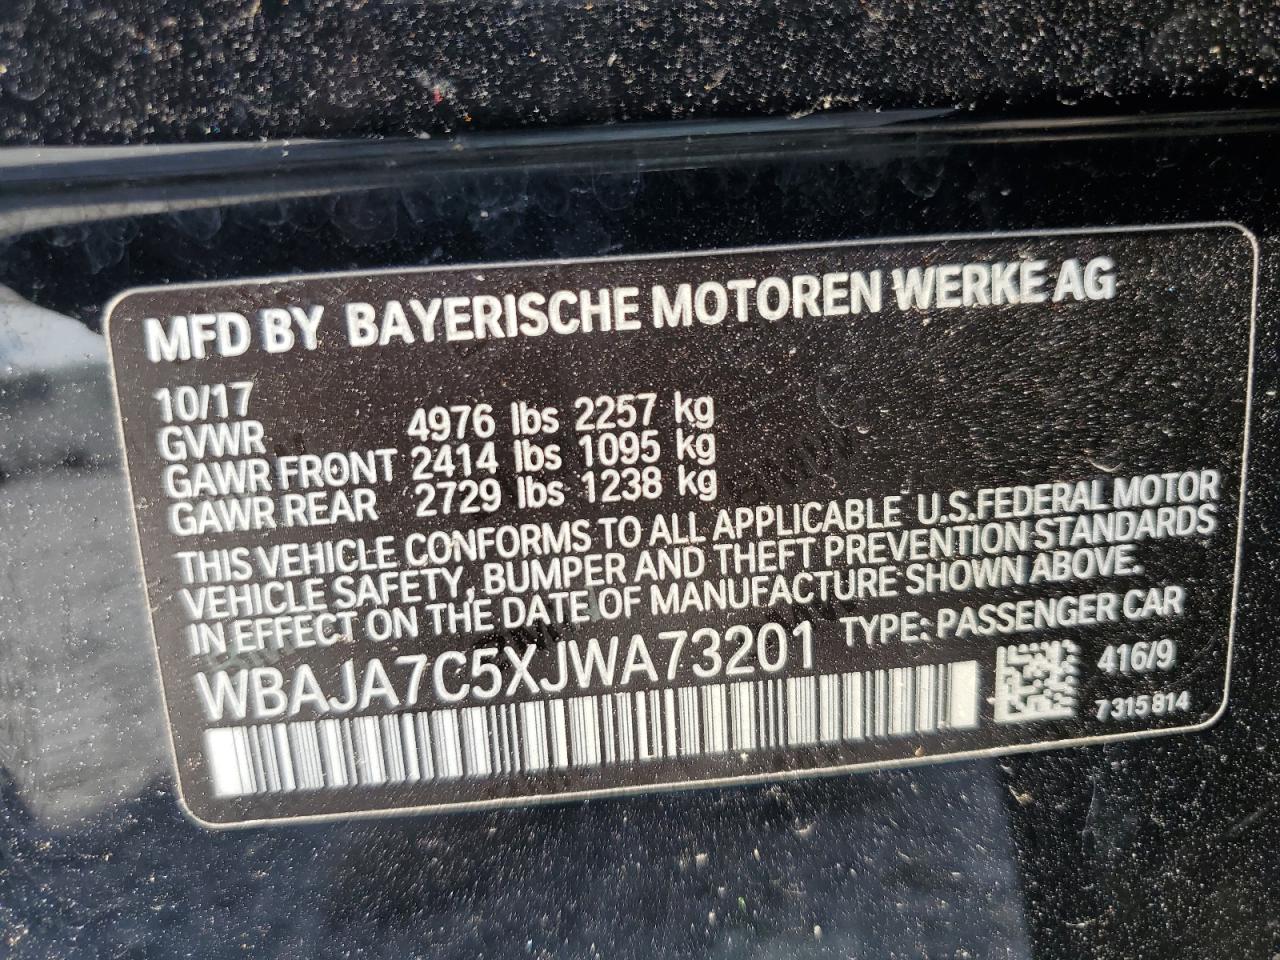 MFD BY BAYERISCHE MOTOREN WERKE AG
10/17
GVWR 4976 lbs 2257 kg
GAWR FRONT 2414 lbs 1095 kg
GAWR REAR 2729 lbs 1238 kg
THIS VEHICLE CONFORMS TO ALL APPLICABLE U.S.FEDERAL MOTOR
VEHICLE SAFETY, BUMPER AND THEFT PREVENTION STANDARDS
IN EFFECT ON THE DATE OF MANUFACTURE SHOWN ABOVE.
WBAJA7C5XJWA73201 TYPE: PASSENGER CAR
416/9
7 315 814